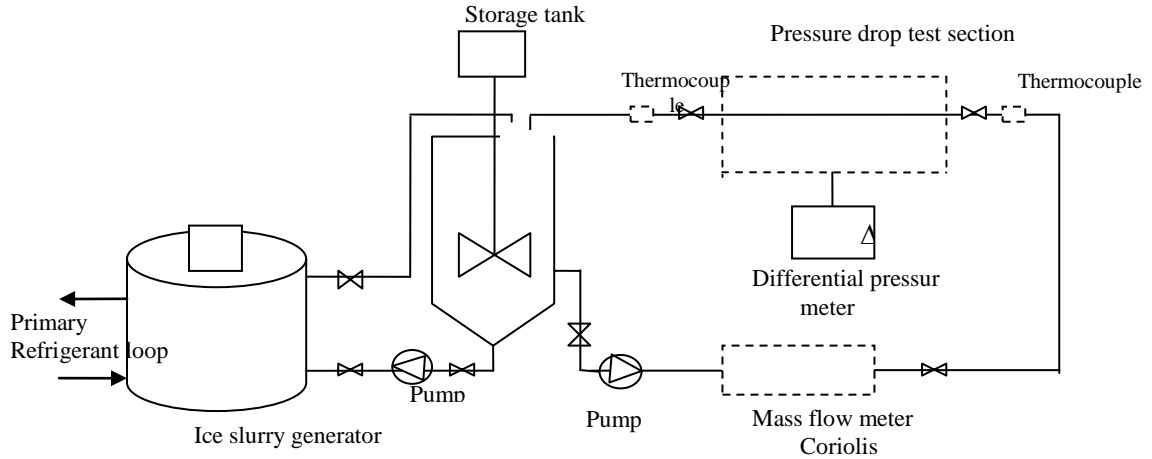 Storage tank
Pressure drop test section
Thermocoup
le
Thermocouple
Δ
Differential pressur
meter
Primary
Refrigerant loop
Pump
Pump
Mass flow meter
Coriolis
Ice slurry generator